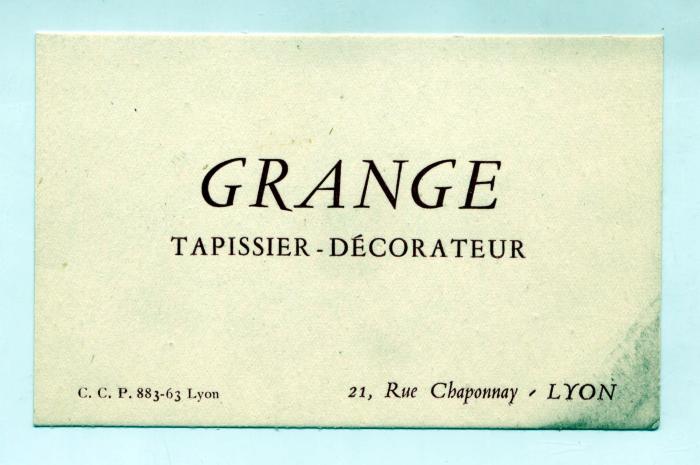 GRANGE
TAPISSIER-DÉCORATEUR
C. C. P. 883-63 Lyon
21, Rue Chaponnay - LYON